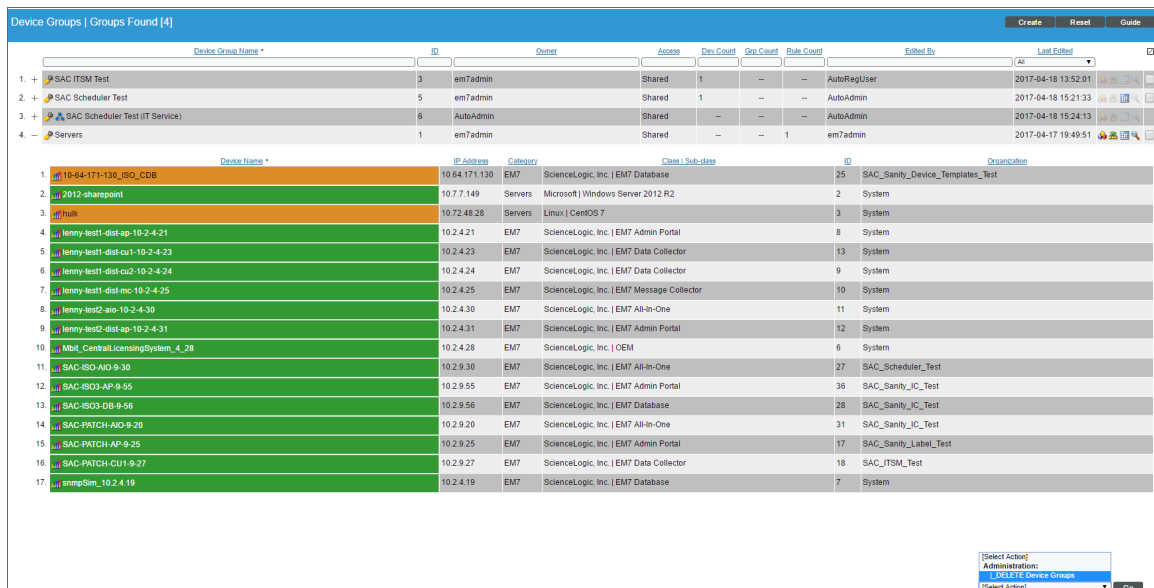 Device Groups | Groups Found [4]
Create Reset Guide
Device Group Name • ID Owner Access Dev Count Grp Count Rule Count Edited By Last Edited
All
1. + SAC ITSM Test 3 em7admin Shared 1 -- -- AutoRegUser 2017-04-18 13:52:01
2. + SAC Scheduler Test 5 em7admin Shared 1 -- -- AutoAdmin 2017-04-18 15:21:33
3. + SAC Scheduler Test (IT Service) 6 AutoAdmin Shared -- -- -- AutoAdmin 2017-04-18 15:24:13
4. – Servers 1 em7admin Shared -- -- 1 em7admin 2017-04-17 19:49:51
Device Name • IP Address Category Class | Sub-class ID Organization
1. 10-64-171-130_ISO_CDB 10.64.171.130 EM7 ScienceLogic, Inc. | EM7 Database 25 SAC_Sanity_Device_Templates_Test
2. 2012-sharepoint 10.7.7.149 Servers Microsoft | Windows Server 2012 R2 2 System
3. hulk 10.72.48.28 Servers Linux | CentOS 7 3 System
4. lenny-test1-dist-ap-10-2-4-21 10.2.4.21 EM7 ScienceLogic, Inc. | EM7 Admin Portal 8 System
5. lenny-test1-dist-cu1-10-2-4-23 10.2.4.23 EM7 ScienceLogic, Inc. | EM7 Data Collector 13 System
6. lenny-test1-dist-cu2-10-2-4-24 10.2.4.24 EM7 ScienceLogic, Inc. | EM7 Data Collector 9 System
7. lenny-test1-dist-mc-10-2-4-25 10.2.4.25 EM7 ScienceLogic, Inc. | EM7 Message Collector 10 System
8. lenny-test2-aio-10-2-4-30 10.2.4.30 EM7 ScienceLogic, Inc. | EM7 All-In-One 11 System
9. lenny-test2-dist-ap-10-2-4-31 10.2.4.31 EM7 ScienceLogic, Inc. | EM7 Admin Portal 12 System
10. Mbit_CentralLicensingSystem_4_28 10.2.4.28 EM7 ScienceLogic, Inc. | OEM 6 System
11. SAC-ISO-AIO-9-30 10.2.9.30 EM7 ScienceLogic, Inc. | EM7 All-In-One 27 SAC_Scheduler_Test
12. SAC-ISO3-AP-9-55 10.2.9.55 EM7 ScienceLogic, Inc. | EM7 Admin Portal 36 SAC_Sanity_IC_Test
13. SAC-ISO3-DB-9-56 10.2.9.56 EM7 ScienceLogic, Inc. | EM7 Database 28 SAC_Sanity_IC_Test
14. SAC-PATCH-AIO-9-20 10.2.9.20 EM7 ScienceLogic, Inc. | EM7 All-In-One 31 SAC_Sanity_IC_Test
15. SAC-PATCH-AP-9-25 10.2.9.25 EM7 ScienceLogic, Inc. | EM7 Admin Portal 17 SAC_Sanity_Label_Test
16. SAC-PATCH-CU1-9-27 10.2.9.27 EM7 ScienceLogic, Inc. | EM7 Data Collector 18 SAC_ITSM_Test
17. snmpSim_10.2.4.19 10.2.4.19 EM7 ScienceLogic, Inc. | EM7 Database 7 System
[Select Action]
Administration:
|_DELETE Device Groups
[Select Action] Go